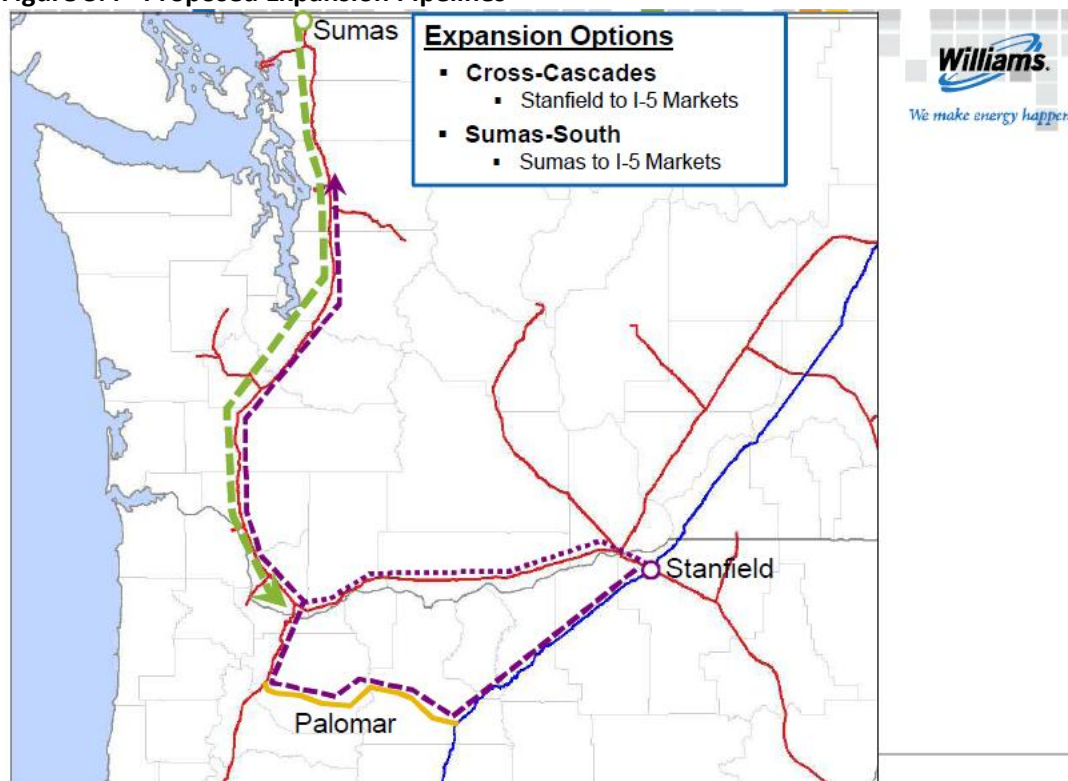 Sumas
Expansion Options
▪ Cross-Cascades
▪ Stanfield to I-5 Markets
▪ Sumas-South
▪ Sumas to I-5 Markets
Williams.
We make energy happen
Stanfield
Palomar